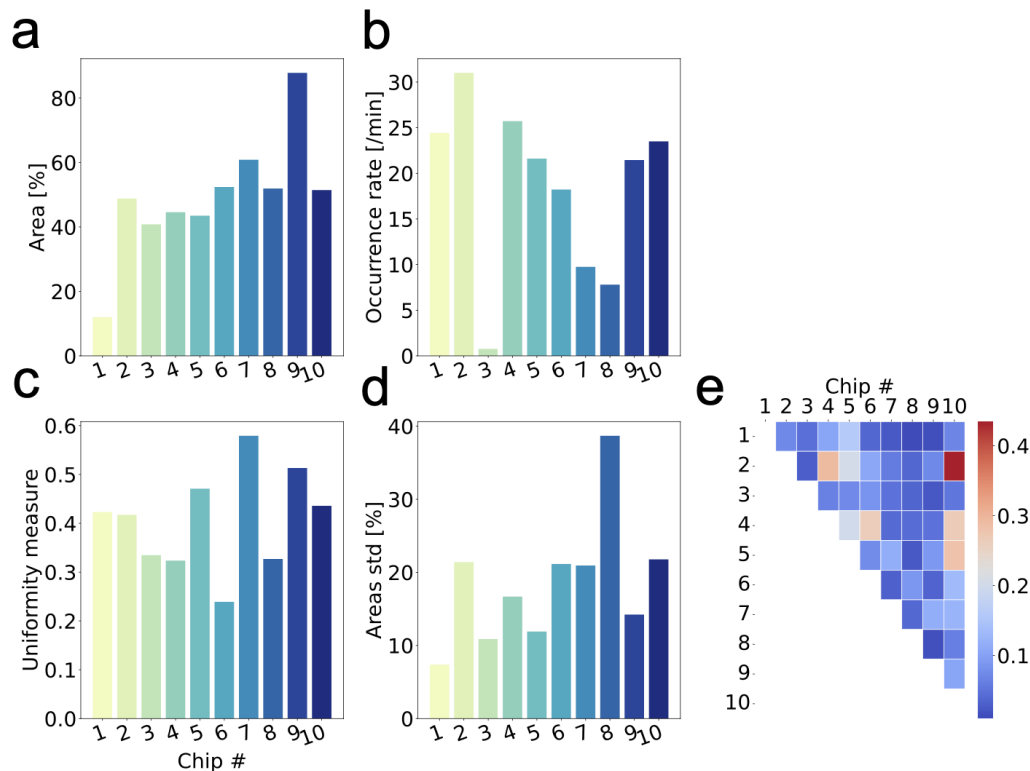 a
Area [%]
80
60
40
20
0
1 2 3 4 5 6 7 8 9 10
b
Occurrence rate [/min]
30
25
20
15
10
5
0
1 2 3 4 5 6 7 8 9 10
c
Uniformity measure
0.6
0.5
0.4
0.3
0.2
0.1
0.0
1 2 3 4 5 6 7 8 9 10
Chip #
d
Areas std [%]
40
30
20
10
0
1 2 3 4 5 6 7 8 9 10
e
Chip #
1 2 3 4 5 6 7 8 9 10
1
2
3
4
5
6
7
8
9
10
0.4
0.3
0.2
0.1